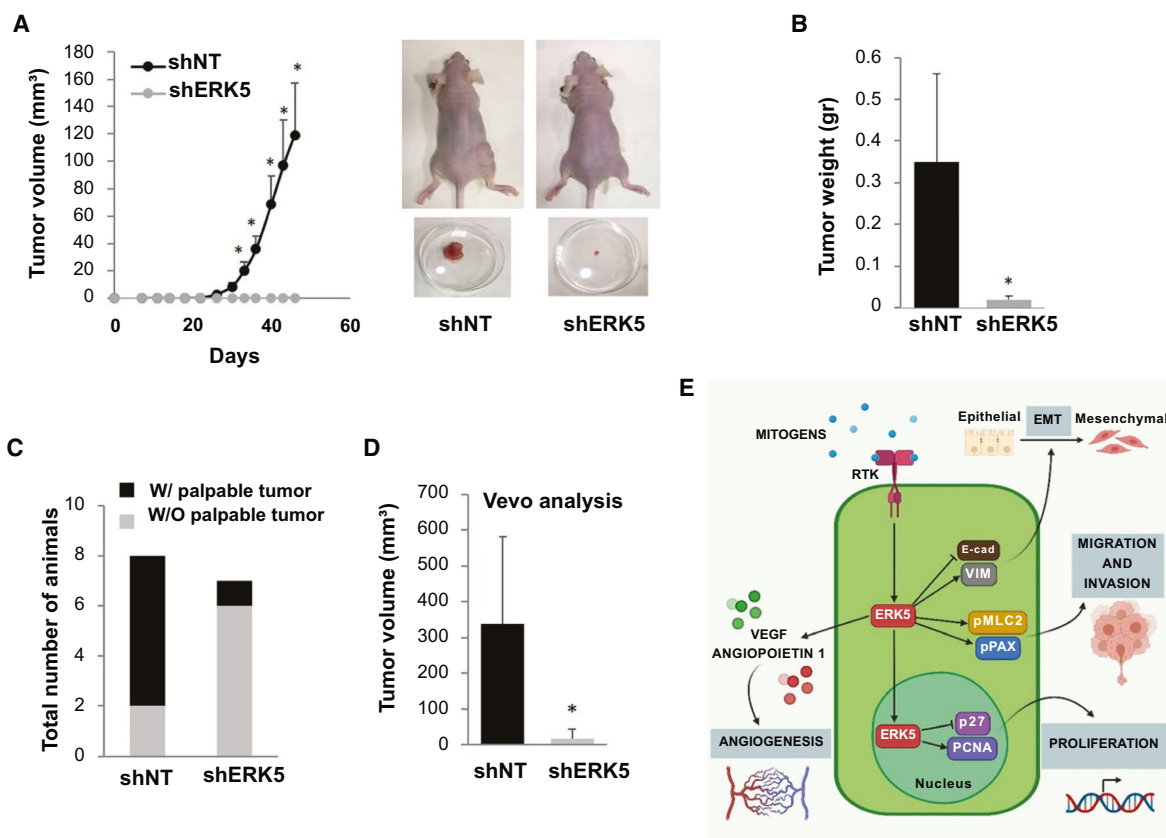 A
180
160
140
120
100
80
60
40
20
0
Tumor volume (mm³)
shNT
shERK5
*
*
*
*
*
*
0
20
40
60
Days
shNT
shERK5
B
0.6
0.5
0.4
0.3
0.2
0.1
0
Tumor weight (gr)
*
shNT
shERK5
C
W/ palpable tumor
W/O palpable tumor
10
8
6
4
2
0
Total number of animals
shNT
shERK5
D
Vevo analysis
700
600
500
400
300
200
100
0
Tumor volume (mm³)
*
shNT
shERK5
E
MITOGENS
RTK
Epithelial
EMT
Mesenchymal
E-cad
VIM
MIGRATION
AND
INVASION
ERK5
pMLC2
pPAX
VEGF
ANGIOPOIETIN 1
ERK5
p27
PCNA
Nucleus
ANGIOGENESIS
PROLIFERATION